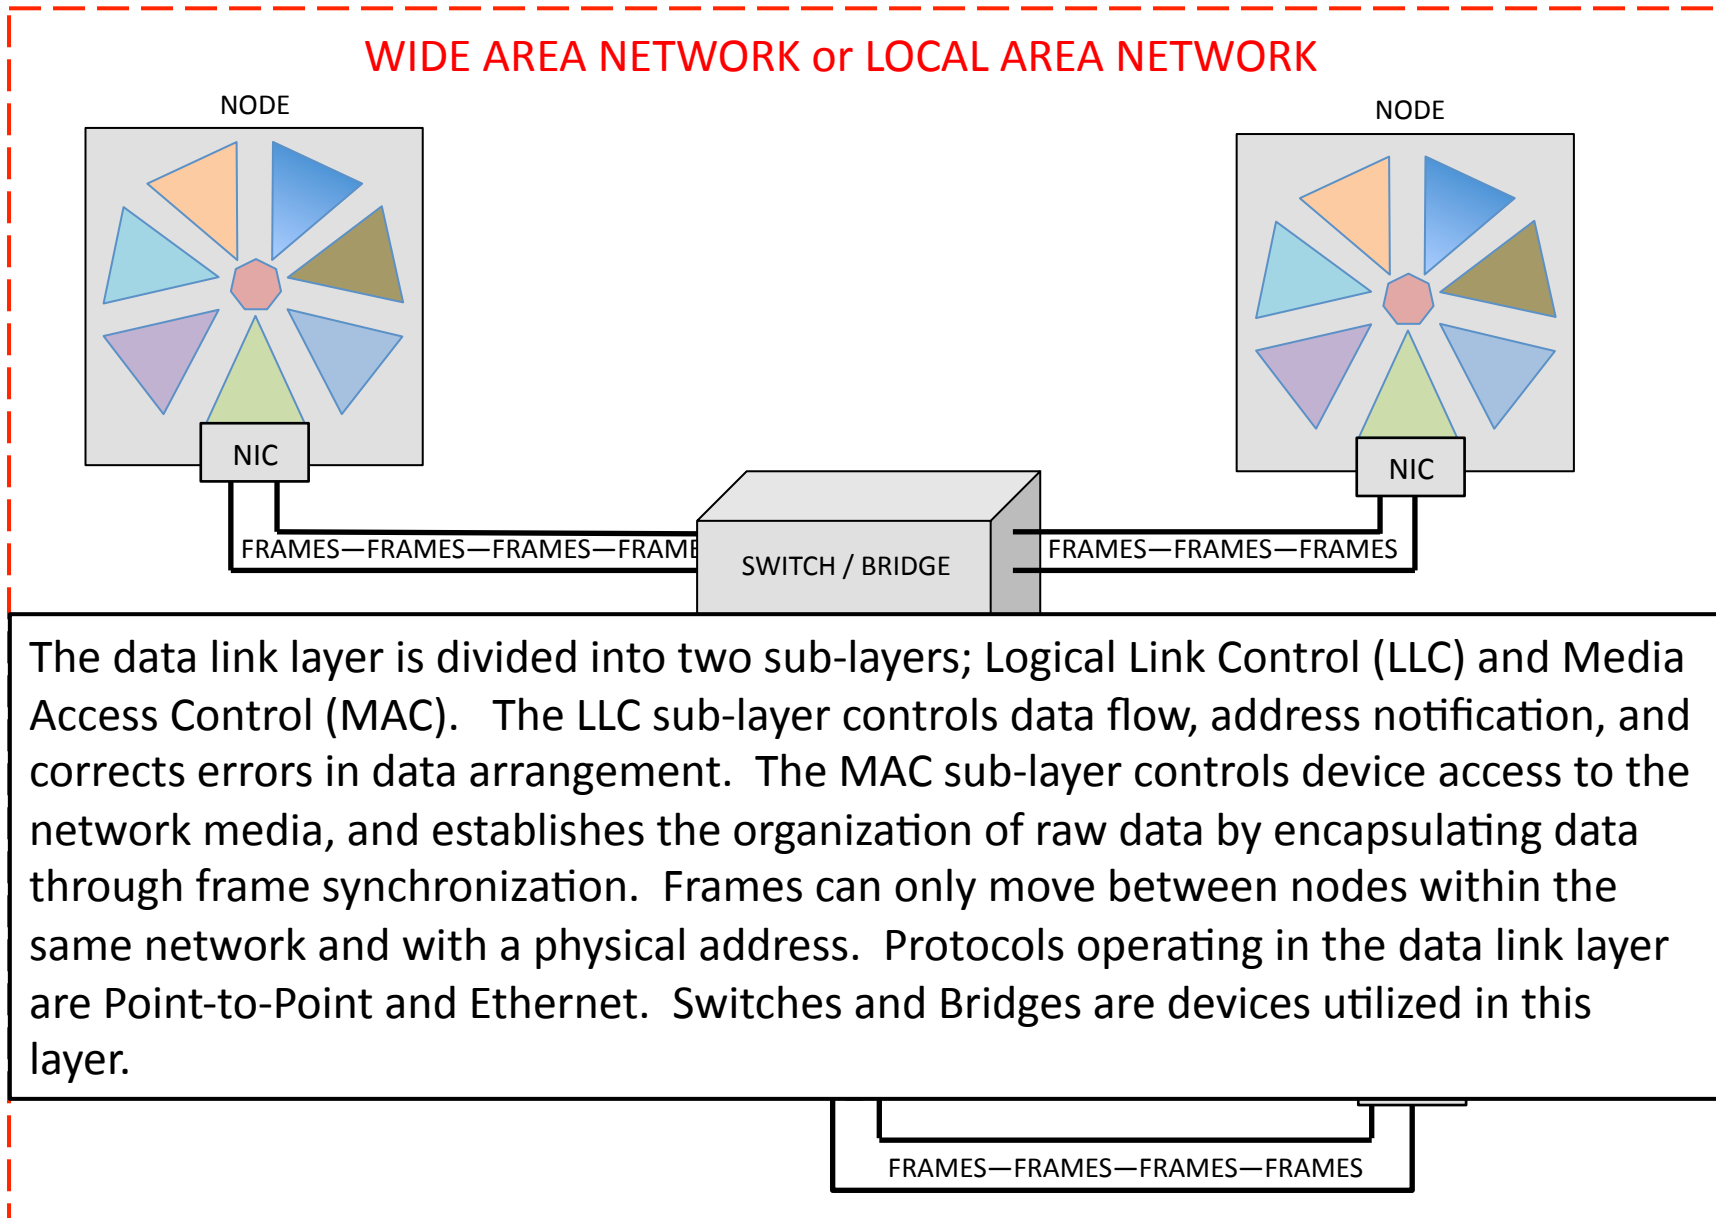 WIDE AREA NETWORK or LOCAL AREA NETWORK
NODE
NODE
NIC
NIC
FRAMES—FRAMES—FRAMES—FRAME
SWITCH / BRIDGE
FRAMES—FRAMES—FRAMES
The data link layer is divided into two sub-layers; Logical Link Control (LLC) and Media
Access Control (MAC).   The LLC sub-layer controls data flow, address notification, and
corrects errors in data arrangement.  The MAC sub-layer controls device access to the
network media, and establishes the organization of raw data by encapsulating data
through frame synchronization.  Frames can only move between nodes within the
same network and with a physical address.  Protocols operating in the data link layer
are Point-to-Point and Ethernet.  Switches and Bridges are devices utilized in this
layer.
FRAMES—FRAMES—FRAMES—FRAMES